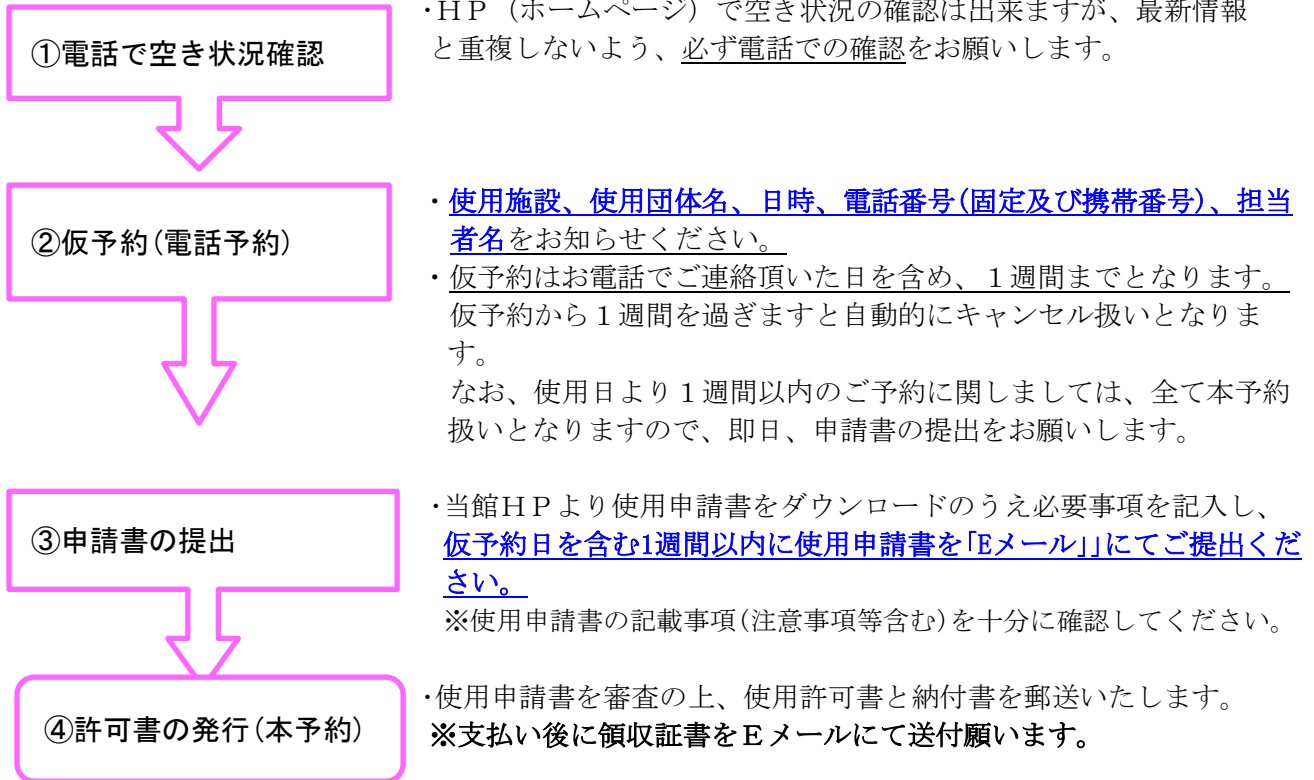 ・ＨＰ（ホームページ）で空き状況の確認は出来ますが、最新情報
と重複しないよう、必ず電話での確認をお願いします。
①電話で空き状況確認
②仮予約(電話予約)
・使用施設、使用団体名、日時、電話番号(固定及び携帯番号)、担当
者名をお知らせください。
・仮予約はお電話でご連絡頂いた日を含め、１週間までとなります。
仮予約から１週間を過ぎますと自動的にキャンセル扱いとなりま
す。
なお、使用日より１週間以内のご予約に関しましては、全て本予約
扱いとなりますので、即日、申請書の提出をお願いします。
③申請書の提出
・当館ＨＰより使用申請書をダウンロードのうえ必要事項を記入し、
仮予約日を含む1週間以内に使用申請書を｢Eメール｣｣にてご提出くだ
さい。
※使用申請書の記載事項(注意事項等含む)を十分に確認してください。
④許可書の発行(本予約)
・使用申請書を審査の上、使用許可書と納付書を郵送いたします。
※支払い後に領収証書をＥメールにて送付願います。